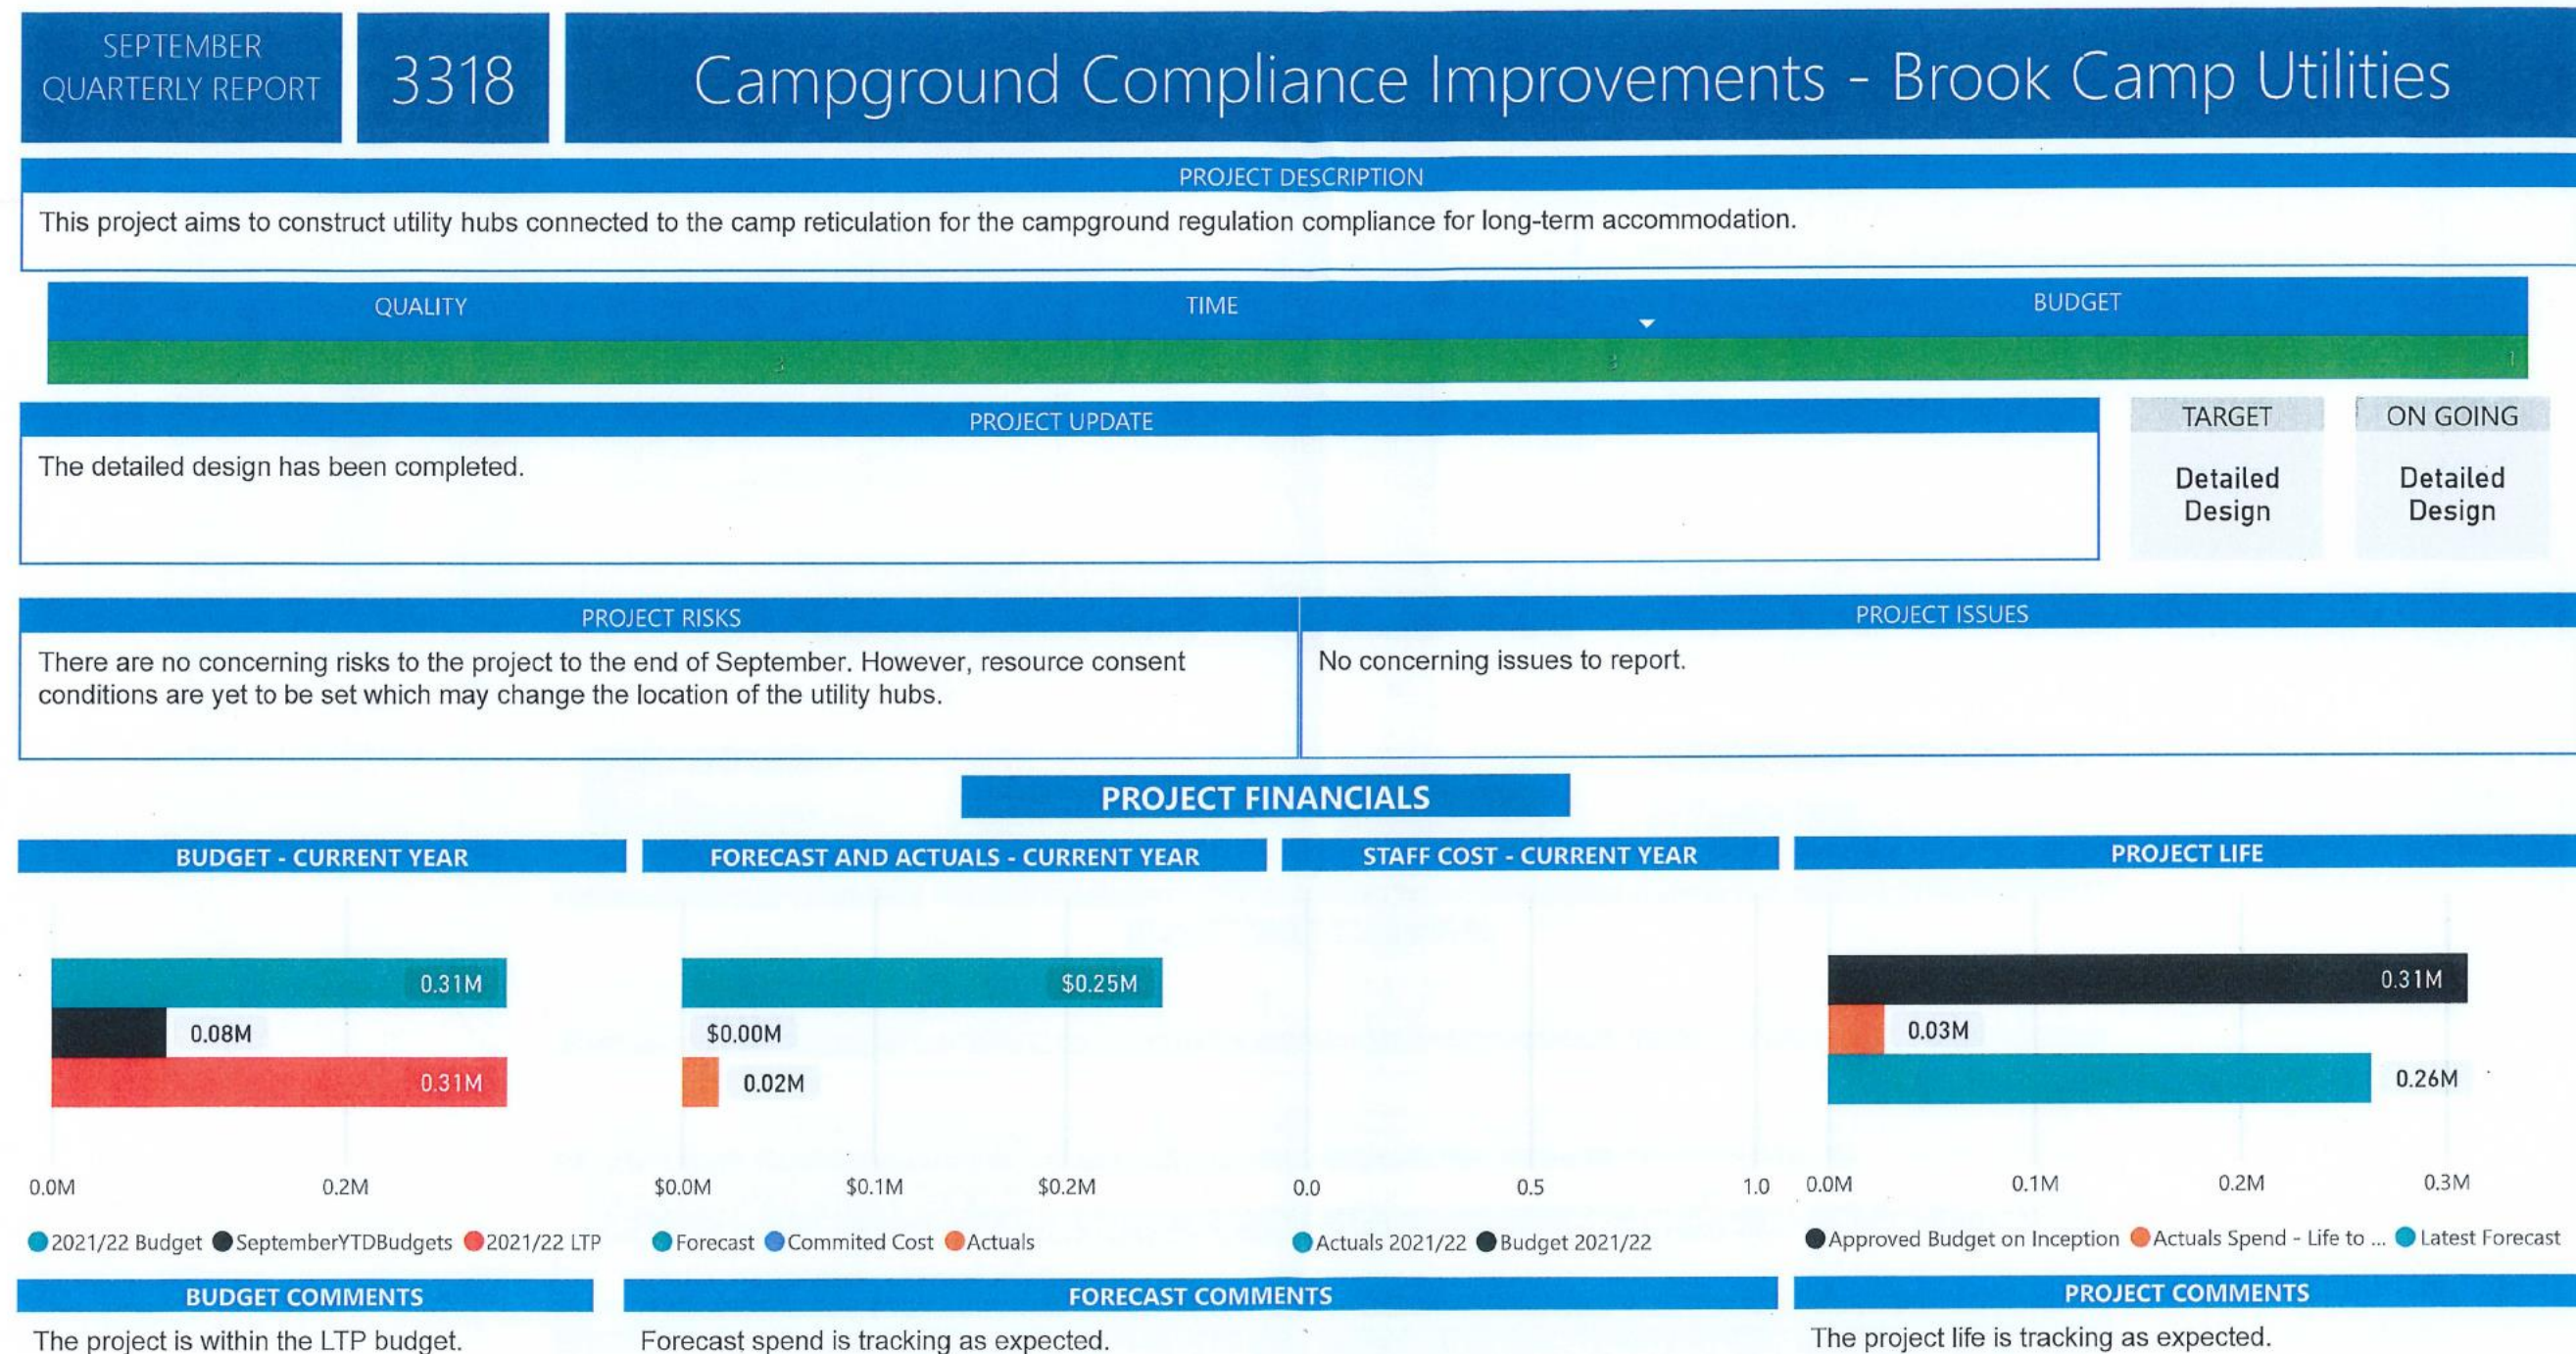 SEPTEMBER
QUARTERLY REPORT
3318
Campground Compliance Improvements - Brook Camp Utilities
PROJECT DESCRIPTION
This project aims to construct utility hubs connected to the camp reticulation for the campground regulation compliance for long-term accommodation.
QUALITY TIME BUDGET
3 3 1
PROJECT UPDATE
The detailed design has been completed.
TARGET
Detailed
Design
ON GOING
Detailed
Design
PROJECT RISKS
There are no concerning risks to the project to the end of September. However, resource consent
conditions are yet to be set which may change the location of the utility hubs.
PROJECT ISSUES
No concerning issues to report.
PROJECT FINANCIALS
BUDGET - CURRENT YEAR
0.31M
0.08M
0.31M
0.0M 0.2M
2021/22 Budget SeptemberYTDBudgets 2021/22 LTP
FORECAST AND ACTUALS - CURRENT YEAR
$0.25M
$0.00M
0.02M
$0.0M $0.1M $0.2M
Forecast Commited Cost Actuals
STAFF COST - CURRENT YEAR
0.0 0.5 1.0
Actuals 2021/22 Budget 2021/22
PROJECT LIFE
0.31M
0.03M
0.26M
0.0M 0.1M 0.2M 0.3M
Approved Budget on Inception Actuals Spend - Life to ... Latest Forecast
BUDGET COMMENTS
The project is within the LTP budget.
FORECAST COMMENTS
Forecast spend is tracking as expected.
PROJECT COMMENTS
The project life is tracking as expected.